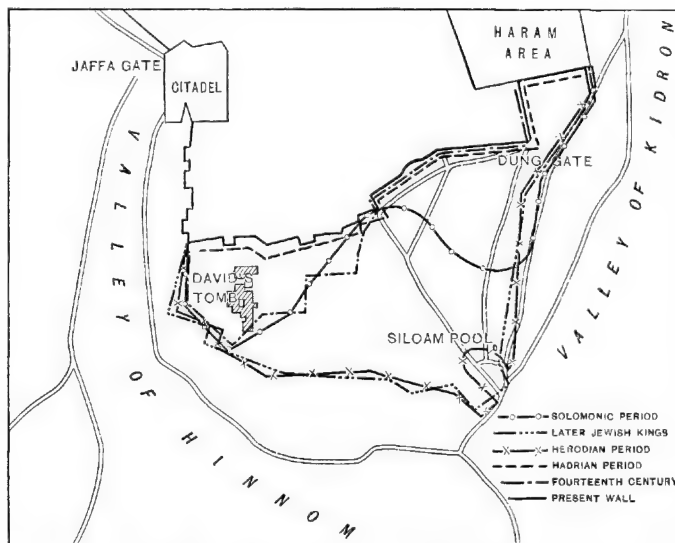 HARAM
AREA
JAFFA GATE
CITADEL
VALLEY OF KIDRON
DUNG GATE
VALLEY OF HINNOM
DAVID'S
TOMB
SILOAM POOL
SOLOMONIC PERIOD
LATER JEWISH KINGS
HERODIAN PERIOD
HADRIAN PERIOD
FOURTEENTH CENTURY
PRESENT WALL